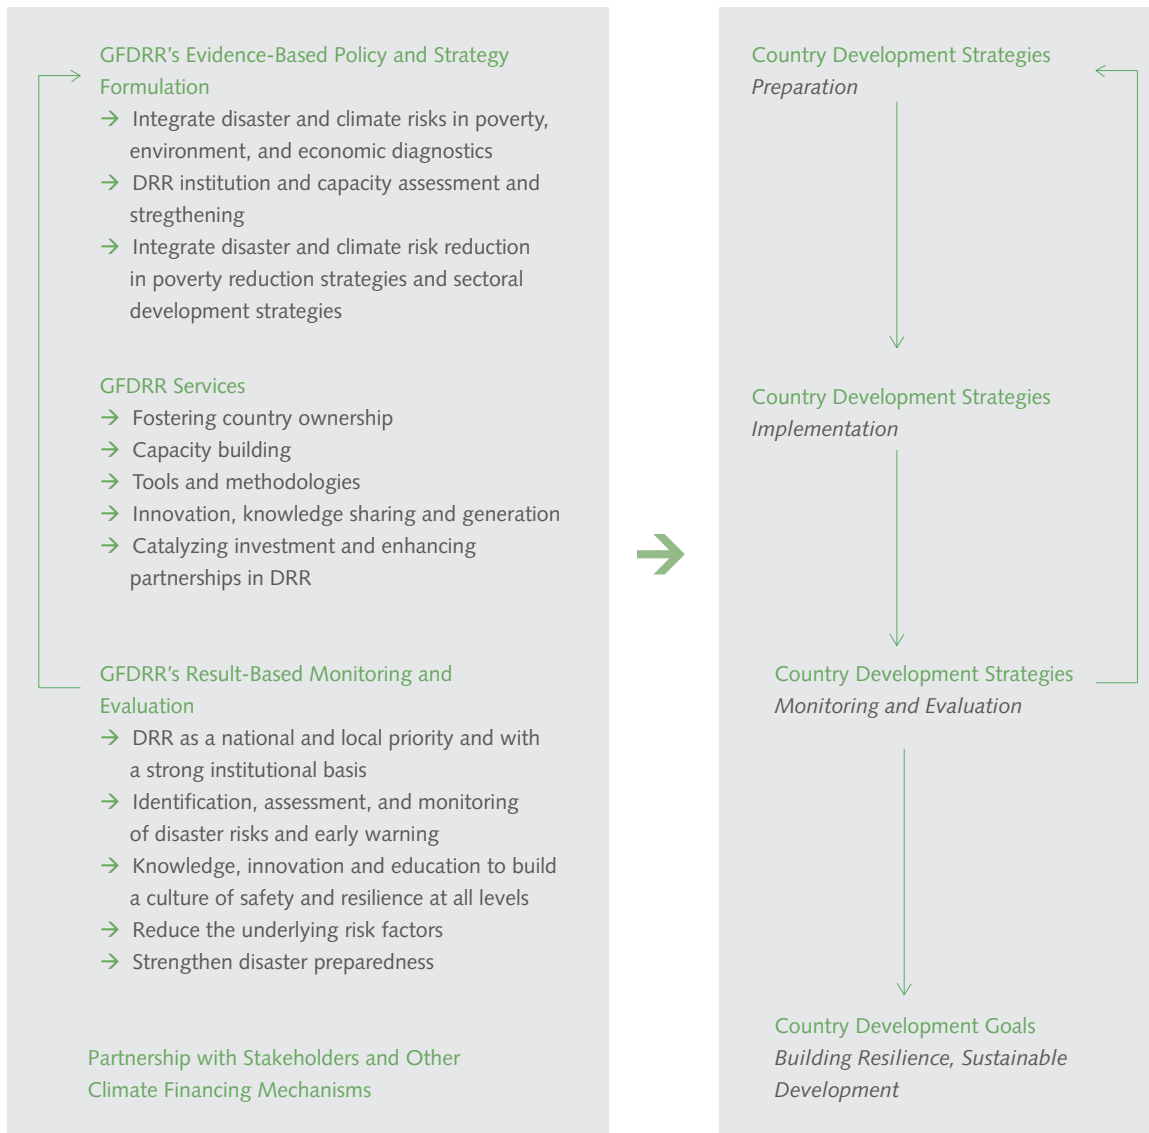 GFDRR's Evidence-Based Policy and Strategy
Formulation
→ Integrate disaster and climate risks in poverty,
environment, and economic diagnostics
→ DRR institution and capacity assessment and
stregthening
→ Integrate disaster and climate risk reduction
in poverty reduction strategies and sectoral
development strategies
GFDRR Services
→ Fostering country ownership
→ Capacity building
→ Tools and methodologies
→ Innovation, knowledge sharing and generation
→ Catalyzing investment and enhancing
partnerships in DRR
GFDRR's Result-Based Monitoring and
Evaluation
→ DRR as a national and local priority and with
a strong institutional basis
→ Identification, assessment, and monitoring
of disaster risks and early warning
→ Knowledge, innovation and education to build
a culture of safety and resilience at all levels
→ Reduce the underlying risk factors
→ Strengthen disaster preparedness
Partnership with Stakeholders and Other
Climate Financing Mechanisms
Country Development Strategies
Preparation
Country Development Strategies
Implementation
Country Development Strategies
Monitoring and Evaluation
Country Development Goals
Building Resilience, Sustainable
Development